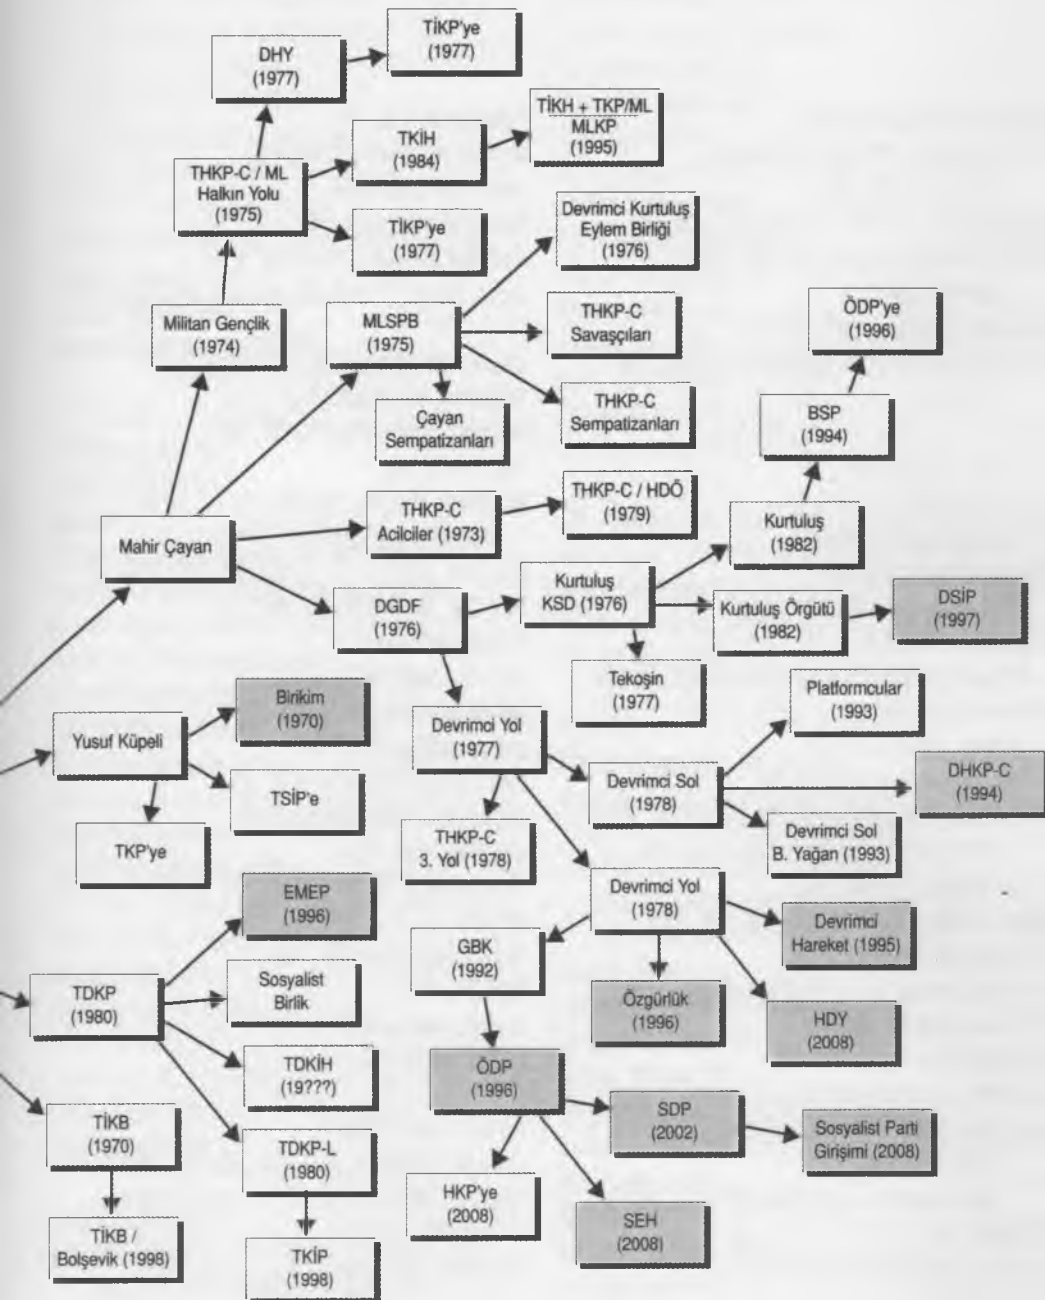 TİKP'ye
(1977)
DHY
(1977)
TİKH + TKP/ML
MLKP
(1995)
TKİH
(1984)
THKP-C / ML
Halkın Yolu
(1975)
TİKP'ye
(1977)
Devrimci Kurtuluş
Eylem Birliği
(1976)
Militan Gençlik
(1974)
MLSPB
(1975)
THKP-C
Savaşçıları
ÖDP'ye
(1996)
Çayan
Sempatizanları
THKP-C
Sempatizanları
BSP
(1994)
Mahir Çayan
THKP-C
Acilciler (1973)
THKP-C / HDÖ
(1979)
Kurtuluş
(1982)
DGDF
(1976)
Kurtuluş
KSD (1976)
Kurtuluş Örgütü
(1982)
DSİP
(1997)
Tekoşin
(1977)
Birikim
(1970)
Yusuf Küpeli
TSİP'e
TKP'ye
Devrimci Yol
(1977)
Platformcular
(1993)
Devrimci Sol
(1978)
DHKP-C
(1994)
THKP-C
3. Yol (1978)
Devrimci Sol
B. Yağan (1993)
EMEP
(1996)
Devrimci Yol
(1978)
Devrimci
Hareket (1995)
GBK
(1992)
TDKP
(1980)
Sosyalist
Birlik
Özgürlük
(1996)
HDY
(2008)
TDKİH
(19???)
ÖDP
(1996)
SDP
(2002)
Sosyalist Parti
Girişimi (2008)
TİKB
(1970)
TDKP-L
(1980)
HKP'ye
(2008)
SEH
(2008)
TİKB /
Bolşevik (1998)
TKİP
(1998)